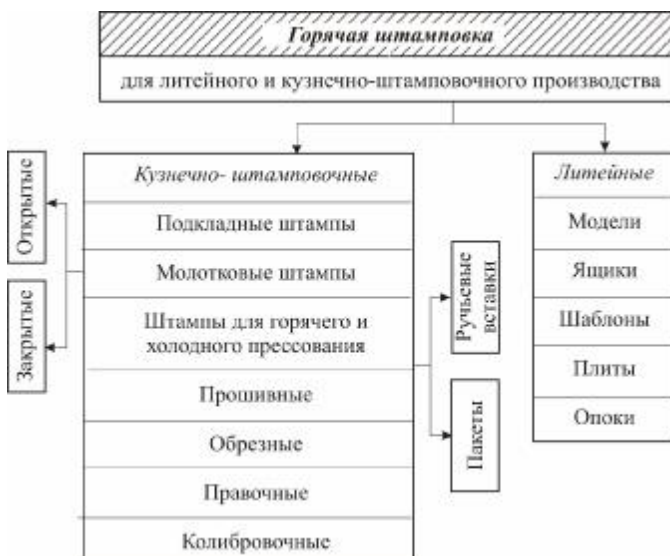 Горячая штамповка
для литейного и кузнечно-штамповочного производства
Открытые
Закрытые
Кузнечно- штамповочные
Подкладные штампы
Молотковые штампы
Штампы для горячего и
холодного прессования
Прошивные
Обрезные
Правочные
Колибровочные
Ручьевые
вставки
Пакеты
Литейные
Модели
Ящики
Шаблоны
Плиты
Опоки